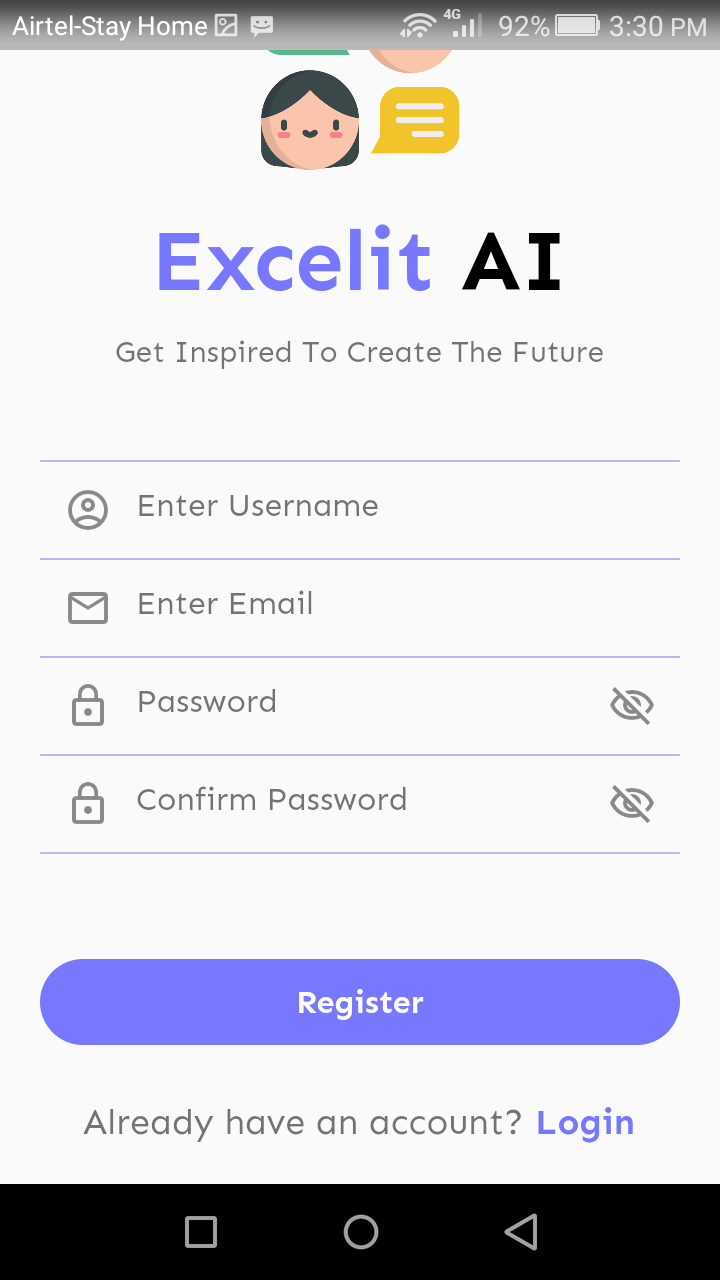 Airtel-Stay Home 4G 92% 3:30 PM
Excelit AI
Get Inspired To Create The Future
Enter Username
Enter Email
Password
Confirm Password
Register
Already have an account? Login